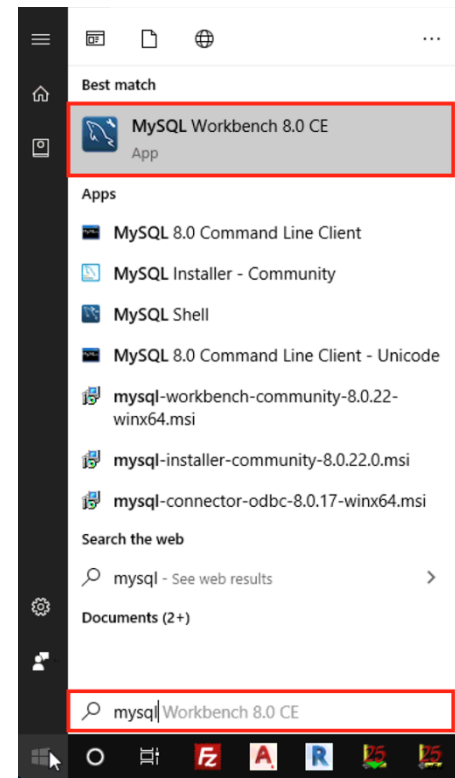 Best match
MySQL Workbench 8.0 CE
App
Apps
MySQL 8.0 Command Line Client
MySQL Installer - Community
MySQL Shell
MySQL 8.0 Command Line Client - Unicode
mysql-workbench-community-8.0.22-
winx64.msi
mysql-installer-community-8.0.22.0.msi
mysql-connector-odbc-8.0.17-winx64.msi
Search the web
mysql - See web results
Documents (2+)
mysql Workbench 8.0 CE
Fz A R 25 25